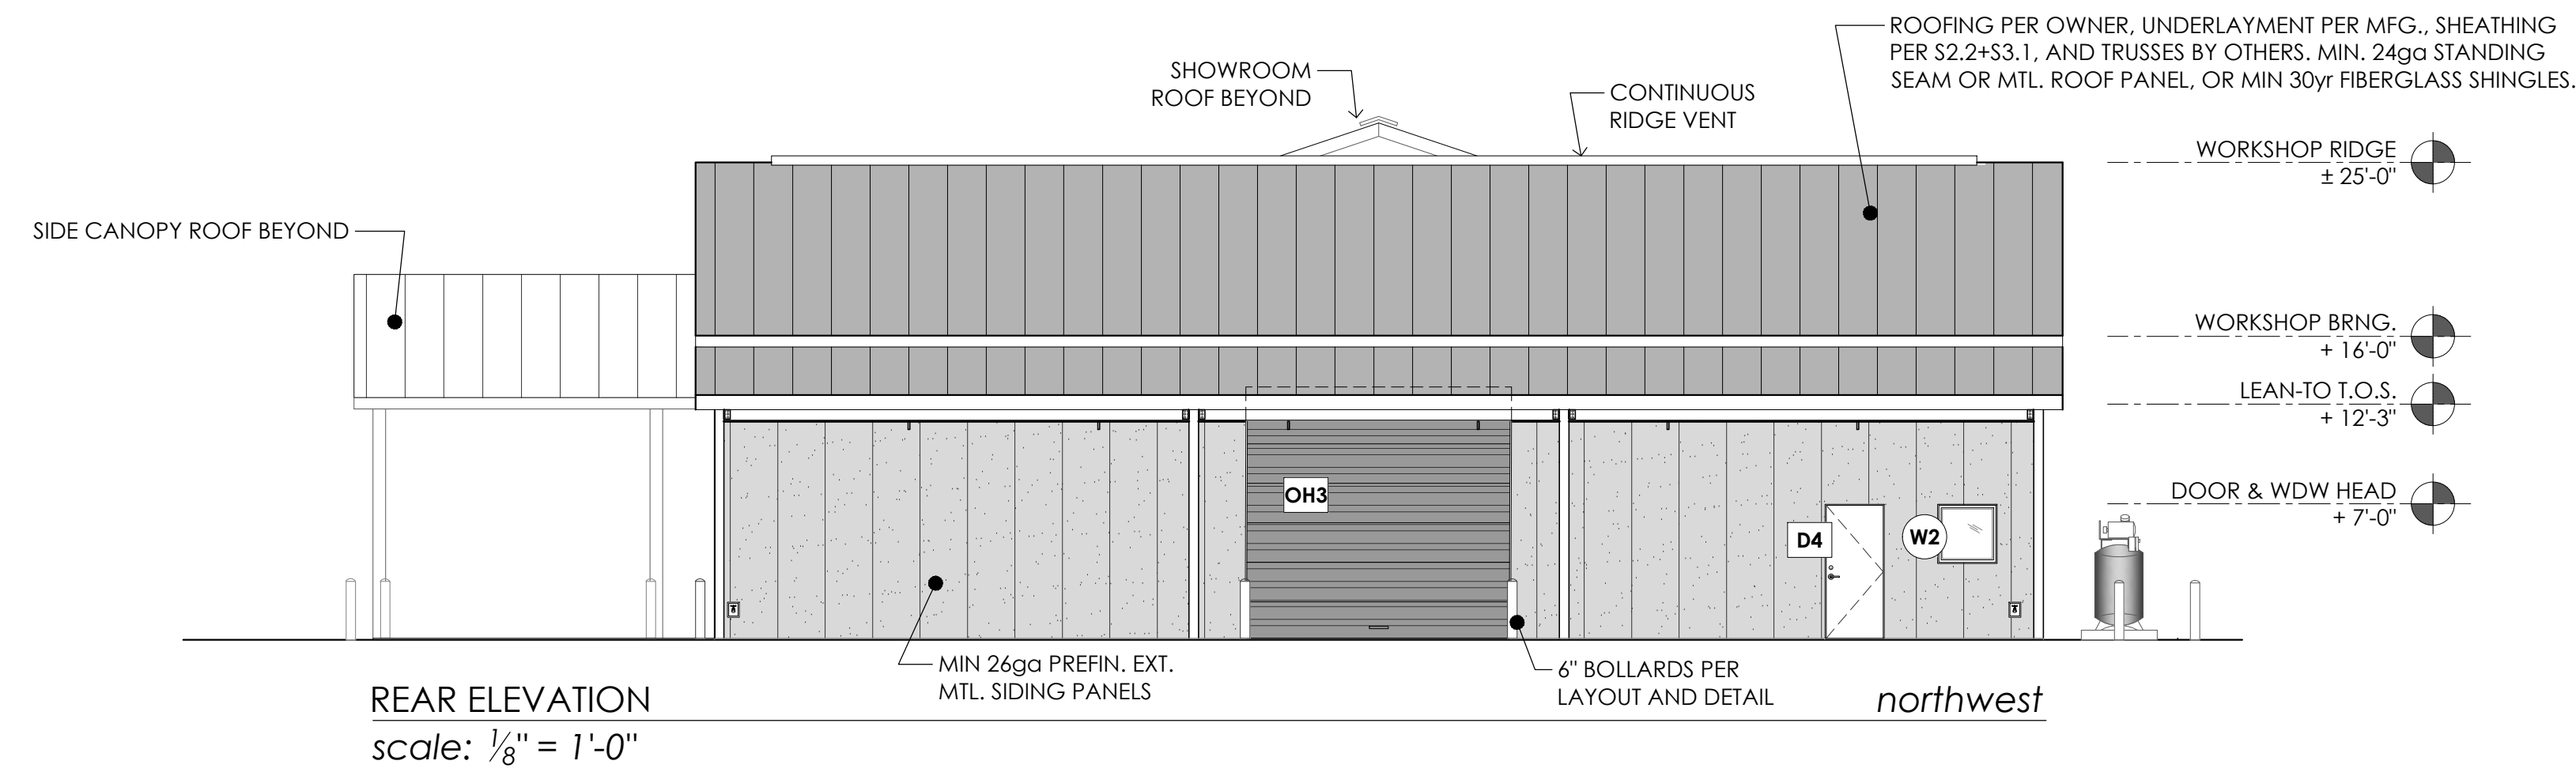 ROOFING PER OWNER, UNDERLAYMENT PER MFG., SHEATHING
PER S2.2+S3.1, AND TRUSSES BY OTHERS. MIN. 24ga STANDING
SEAM OR MTL. ROOF PANEL, OR MIN 30yr FIBERGLASS SHINGLES.
SHOWROOM
ROOF BEYOND
CONTINUOUS
RIDGE VENT
WORKSHOP RIDGE
± 25'-0"
SIDE CANOPY ROOF BEYOND
WORKSHOP BRNG.
+ 16'-0"
LEAN-TO T.O.S.
+ 12'-3"
DOOR & WDW HEAD
+ 7'-0"
OH3
D4
W2
MIN 26ga PREFIN. EXT.
MTL. SIDING PANELS
6" BOLLARDS PER
LAYOUT AND DETAIL
REAR ELEVATION
northwest
scale: ⅛" = 1'-0"